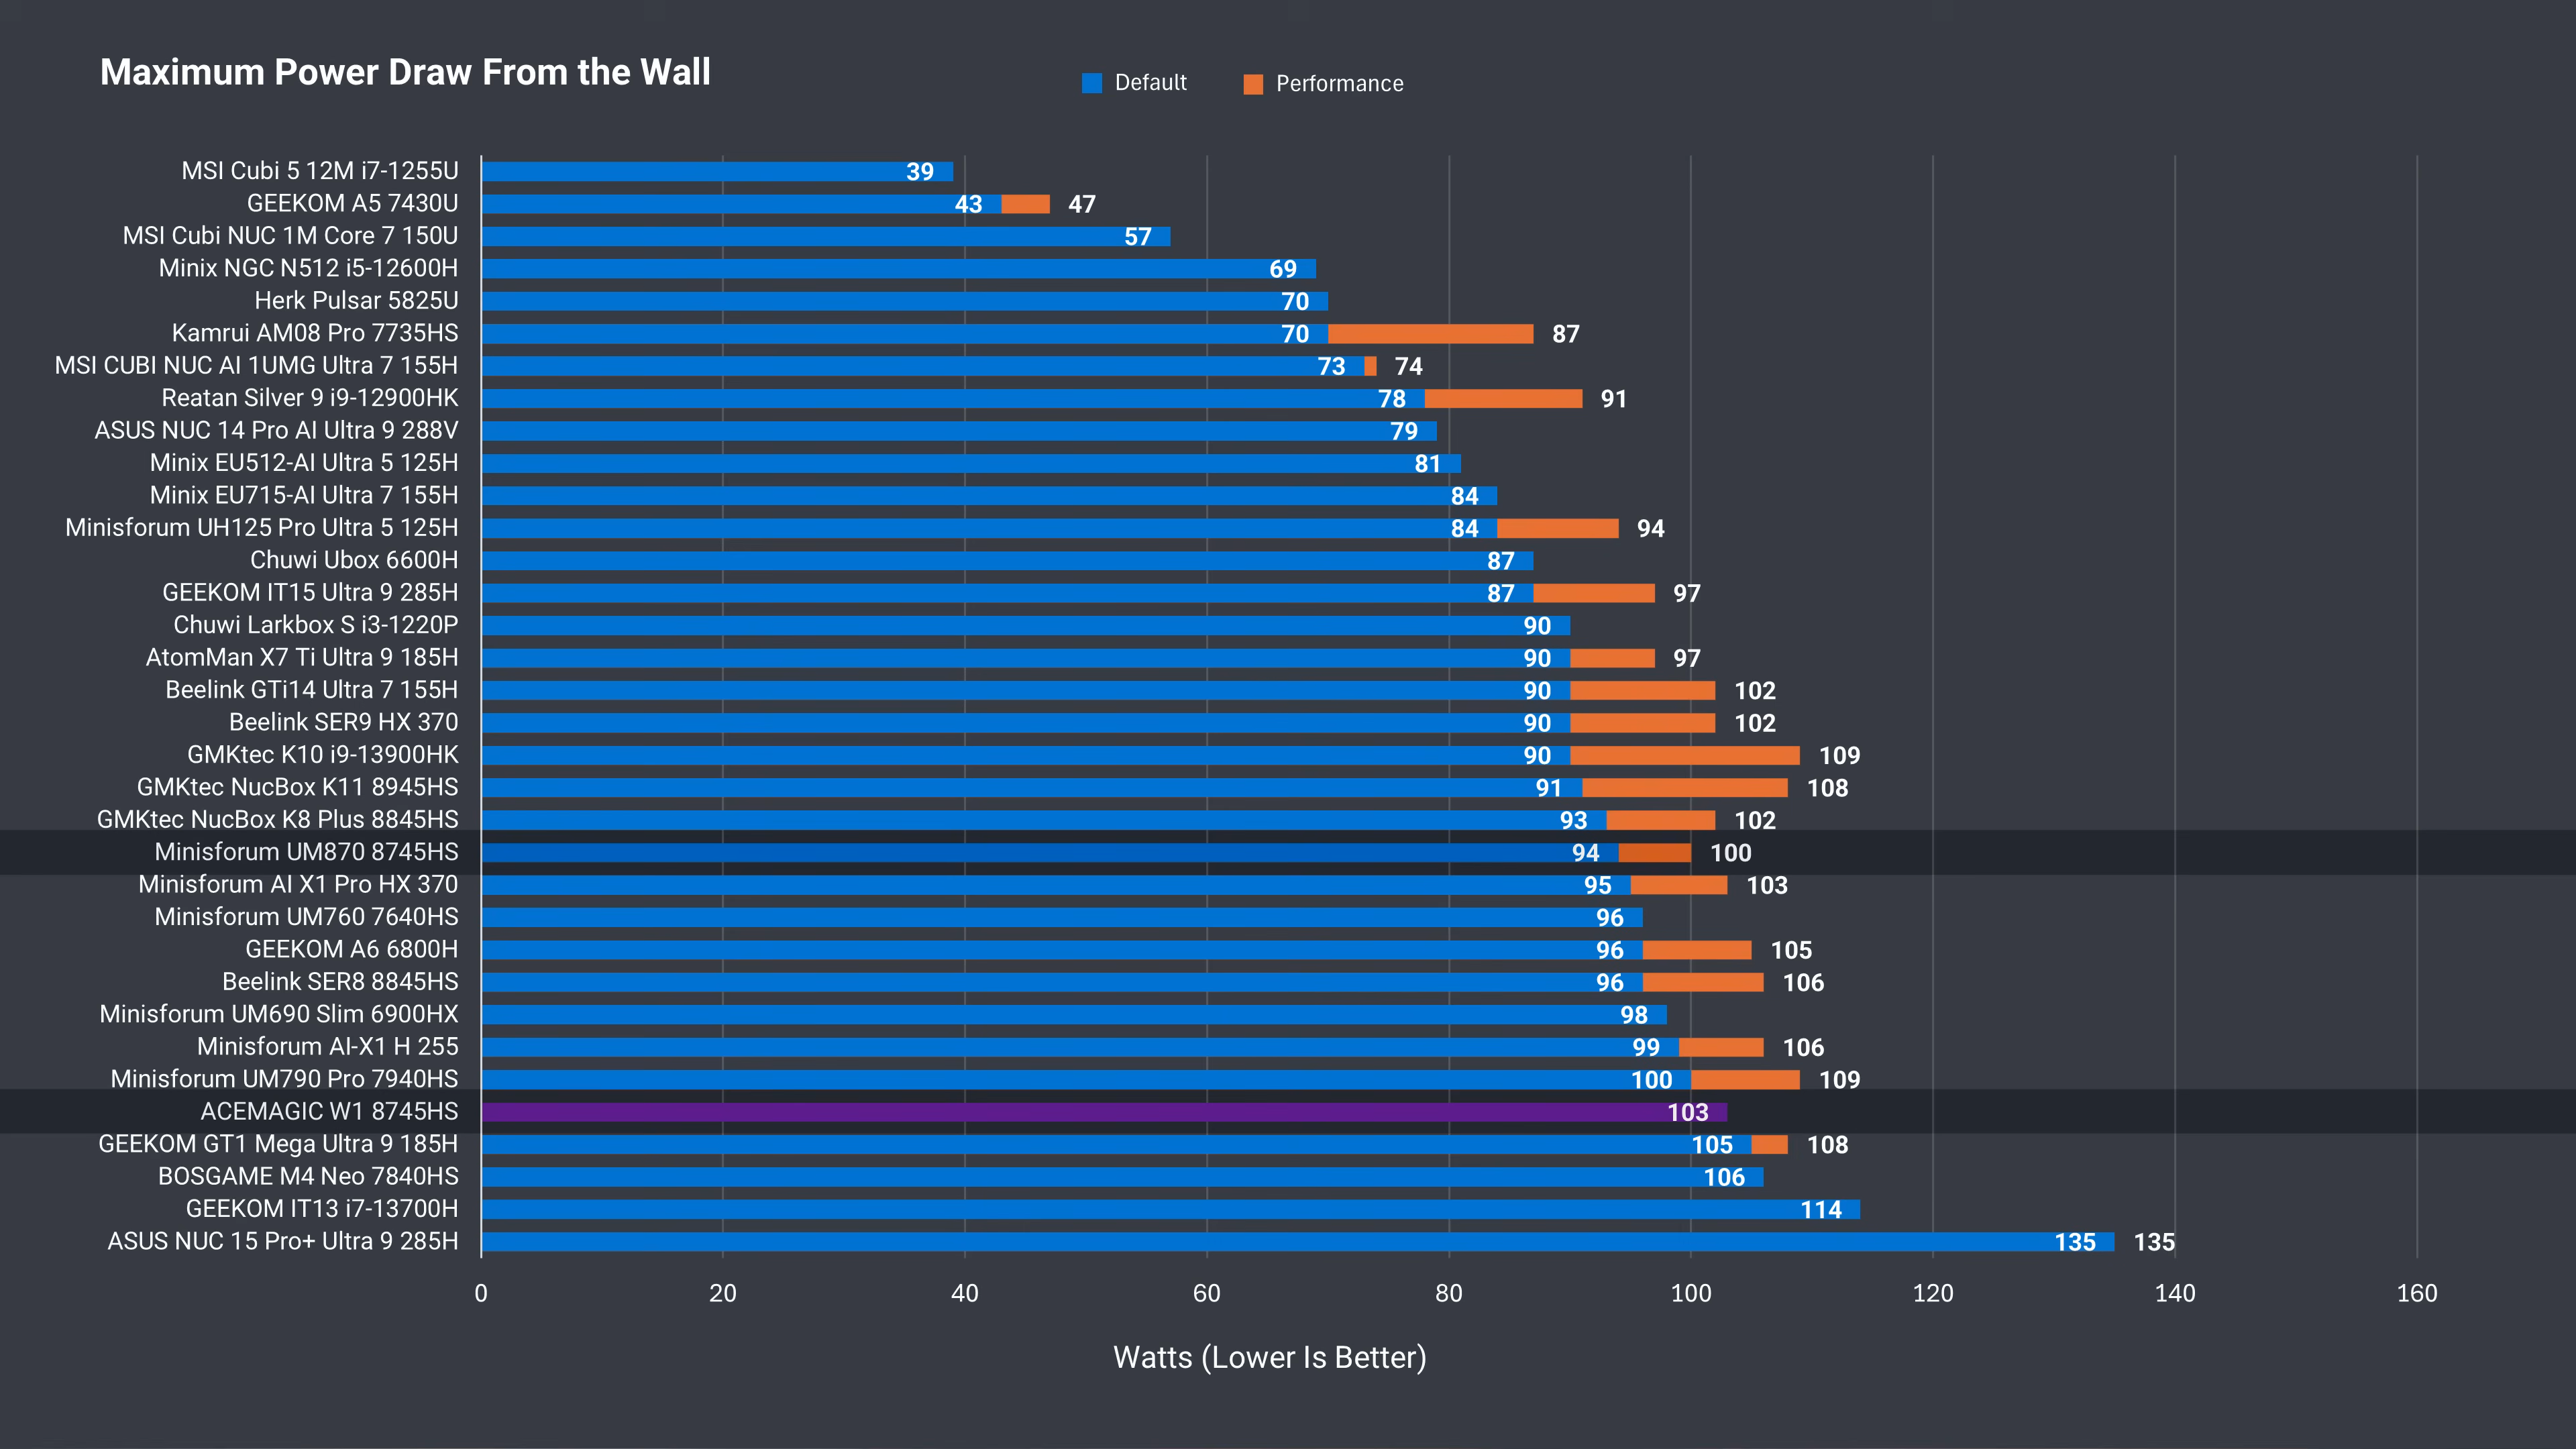 Maximum Power Draw From the Wall
Default
Performance
MSI Cubi 5 12M i7-1255U 39
GEEKOM A5 7430U 43 47
MSI Cubi NUC 1M Core 7 150U 57
Minix NGC N512 i5-12600H 69
Herk Pulsar 5825U 70
Kamrui AM08 Pro 7735HS 70 87
MSI CUBI NUC AI 1UMG Ultra 7 155H 73 74
Reatan Silver 9 i9-12900HK 78 91
ASUS NUC 14 Pro AI Ultra 9 288V 79
Minix EU512-AI Ultra 5 125H 81
Minix EU715-AI Ultra 7 155H 84
Minisforum UH125 Pro Ultra 5 125H 84 94
Chuwi Ubox 6600H 87
GEEKOM IT15 Ultra 9 285H 87 97
Chuwi Larkbox S i3-1220P 90
AtomMan X7 Ti Ultra 9 185H 90 97
Beelink GTi14 Ultra 7 155H 90 102
Beelink SER9 HX 370 90 102
GMKtec K10 i9-13900HK 90 109
GMKtec NucBox K11 8945HS 91 108
GMKtec NucBox K8 Plus 8845HS 93 102
Minisforum UM870 8745HS 94 100
Minisforum AI X1 Pro HX 370 95 103
Minisforum UM760 7640HS 96
GEEKOM A6 6800H 96 105
Beelink SER8 8845HS 96 106
Minisforum UM690 Slim 6900HX 98
Minisforum AI-X1 H 255 99 106
Minisforum UM790 Pro 7940HS 100 109
ACEMAGIC W1 8745HS 103
GEEKOM GT1 Mega Ultra 9 185H 105 108
BOSGAME M4 Neo 7840HS 106
GEEKOM IT13 i7-13700H 114
ASUS NUC 15 Pro+ Ultra 9 285H 135 135
0 20 40 60 80 100 120 140 160
Watts (Lower Is Better)